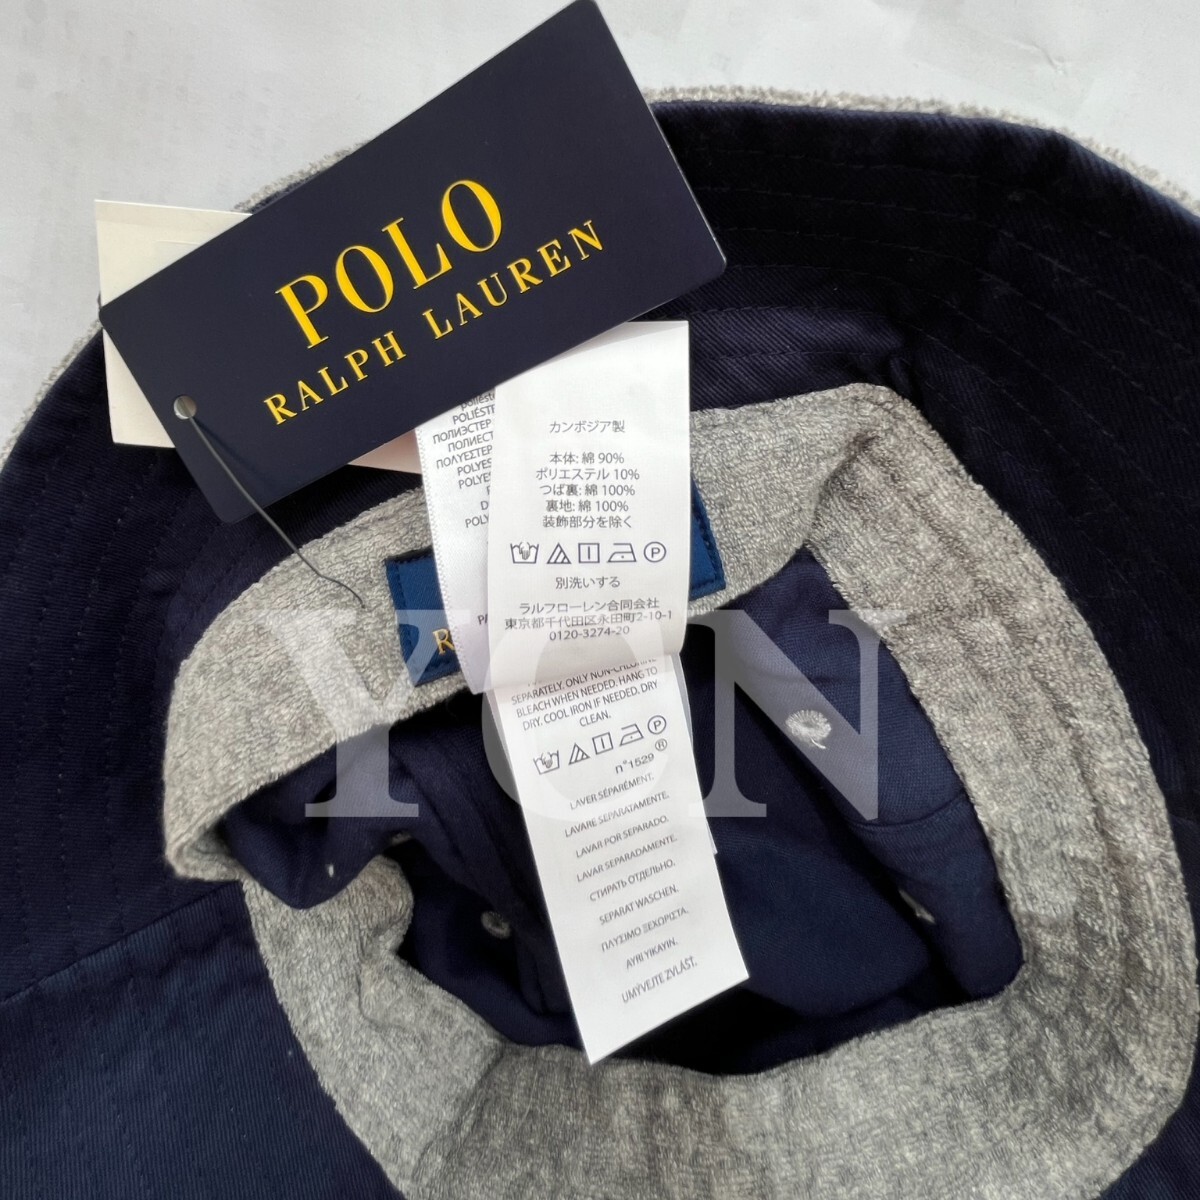 POLO
RALPH LAUREN
POLIÉSTER
ПОЛИЭСТЕР
カンボジア製
本体: 綿 90%
ポリエステル 10%
つば裏: 綿 100%
裏地: 綿 100%
装飾部分を除く
別洗いする
ラルフローレン合同会社
東京都千代田区永田町2-10-1
0120-3274-20
R
YON
SEPARATELY. ONLY NON-CHLORINE
BLEACH WHEN NEEDED. HANG TO
DRY. COOL IRON IF NEEDED. DRY
CLEAN.
®
n°1529
LAVER SÉPARÉMENT.
LAVARE SEPARATAMENTE.
LAVAR POR SEPARADO.
LAVAR SEPARADAMENTE.
СТИРАТЬ ОТДЕЛЬНО.
SEPARAT WASCHEN.
ΠΛΥΣΙΜΟ ΞΕΧΩΡΙΣΤΑ.
AYRI YIKAYIN.
UMÝVEJTE ZVLÁŠT.